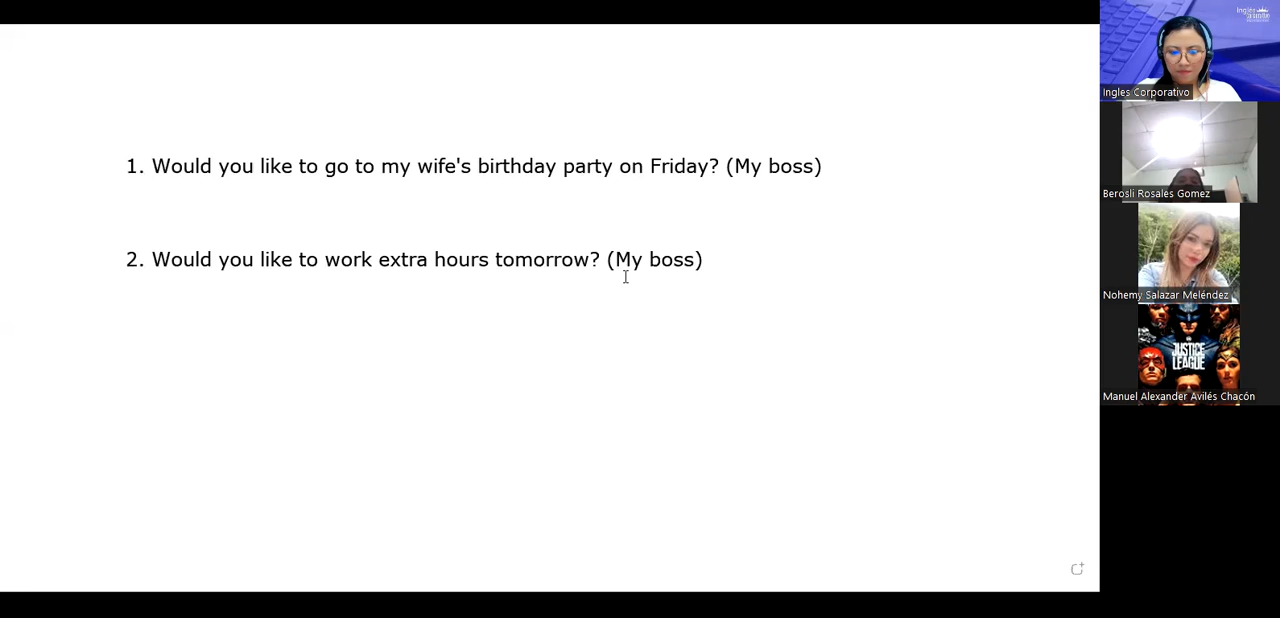 1. Would you like to go to my wife's birthday party on Friday? (My boss)
2. Would you like to work extra hours tomorrow? (My boss)
Ingles
Ingles Corporativo
Berosli Rosales Gomez
Nohemy Salazar Meléndez
JUSTICE
LEAGUE
Manuel Alexander Avilés Chacón